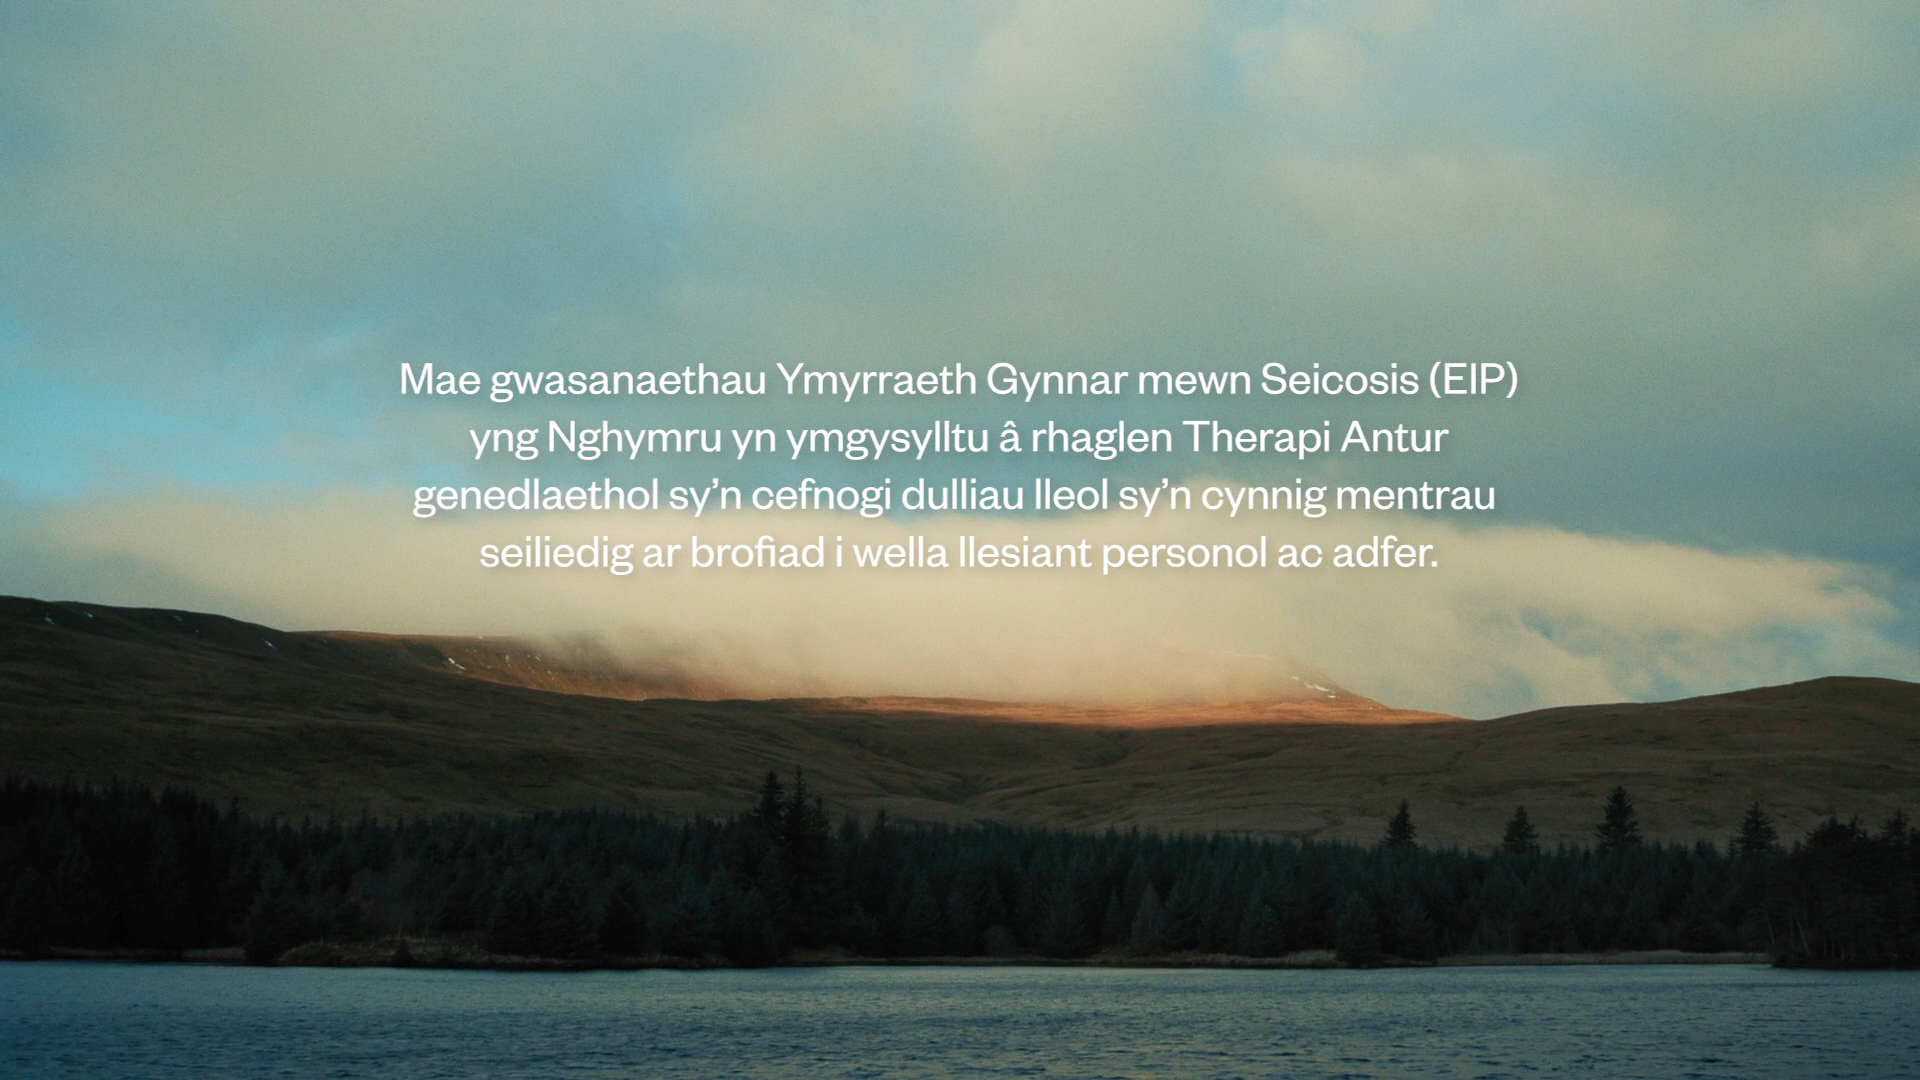 Mae gwasanaethau Ymyrraeth Gynnar mewn Seicosis (EIP)
yng Nghymru yn ymgysylltu â rhaglen Therapi Antur
genedlaethol sy’n cefnogi dulliau lleol sy’n cynnig mentrau
seiliedig ar brofiad i wella llesiant personol ac adfer.